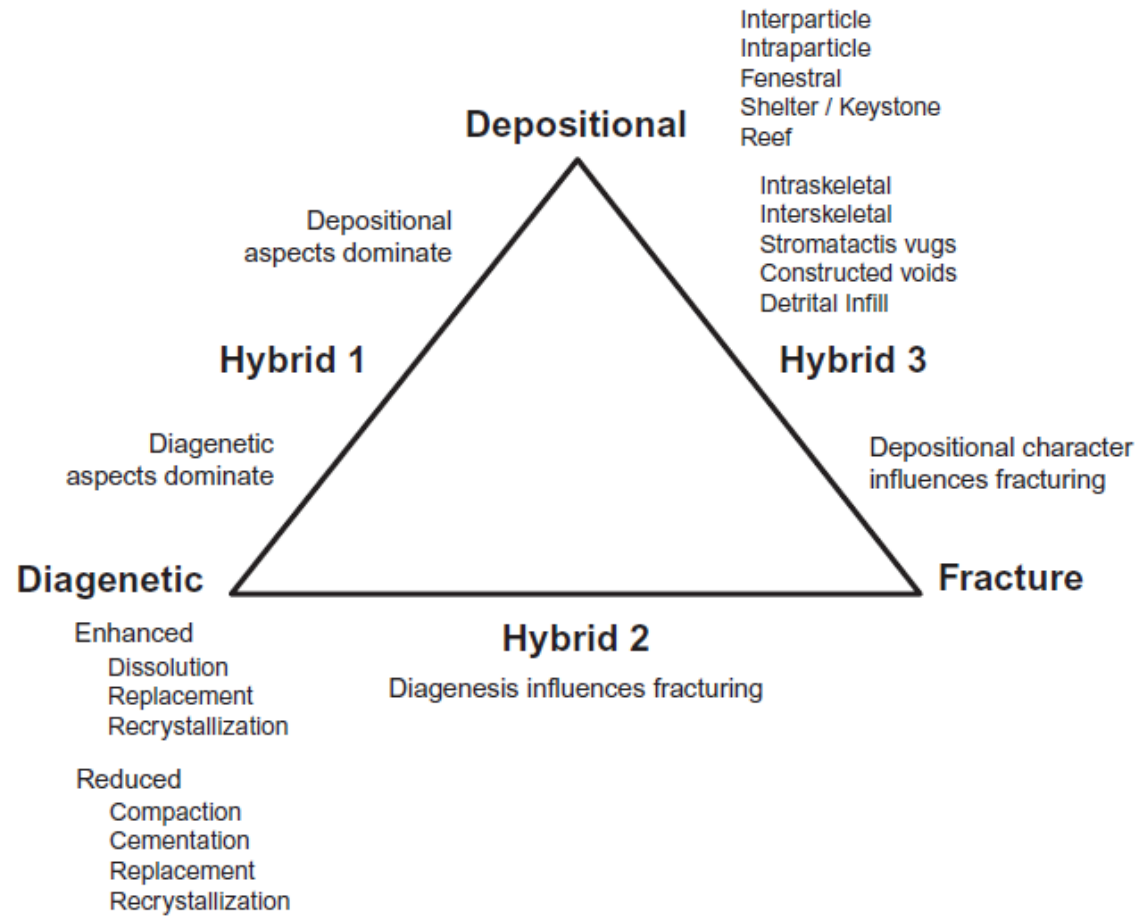 Interparticle
Intraparticle
Fenestral
Shelter / Keystone
Reef
Depositional
Intraskeletal
Interskeletal
Stromatactis vugs
Constructed voids
Detrital Infill
Depositional
aspects dominate
Hybrid 1
Hybrid 3
Diagenetic
aspects dominate
Depositional character
influences fracturing
Diagenetic
Fracture
Enhanced
Dissolution
Replacement
Recrystallization
Hybrid 2
Diagenesis influences fracturing
Reduced
Compaction
Cementation
Replacement
Recrystallization